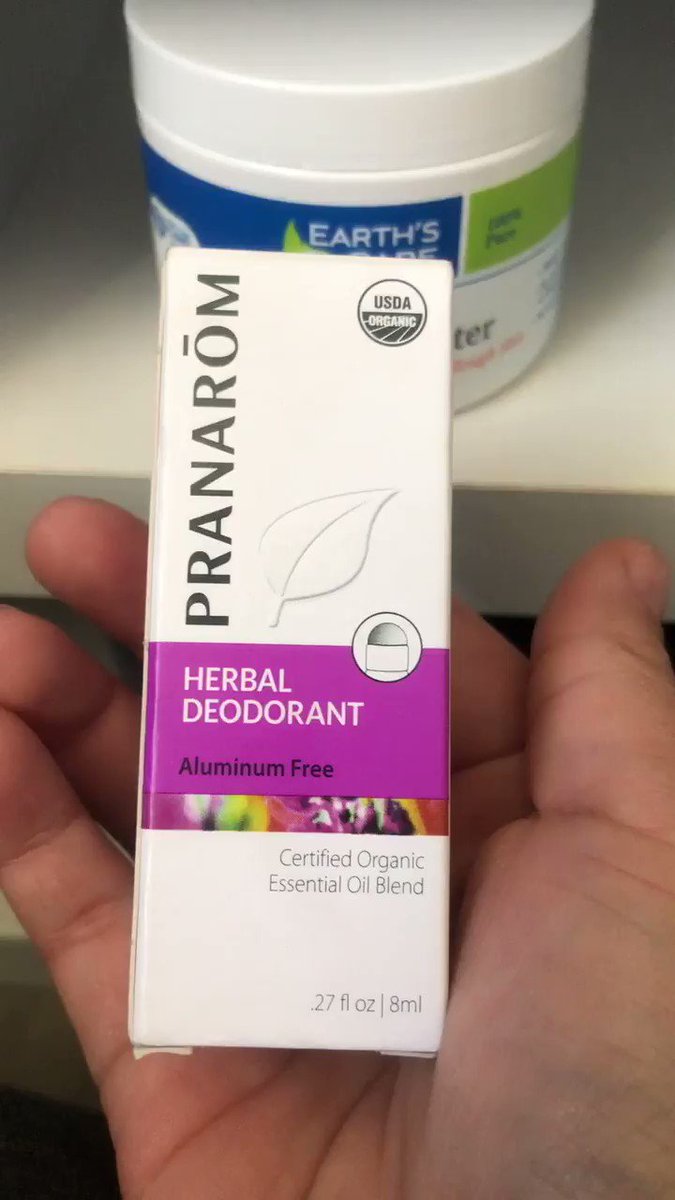 EARTH'S
USDA
ORGANIC
PRANARŌM
HERBAL
DEODORANT
Aluminum Free
Certified Organic
Essential Oil Blend
.27 fl oz | 8ml